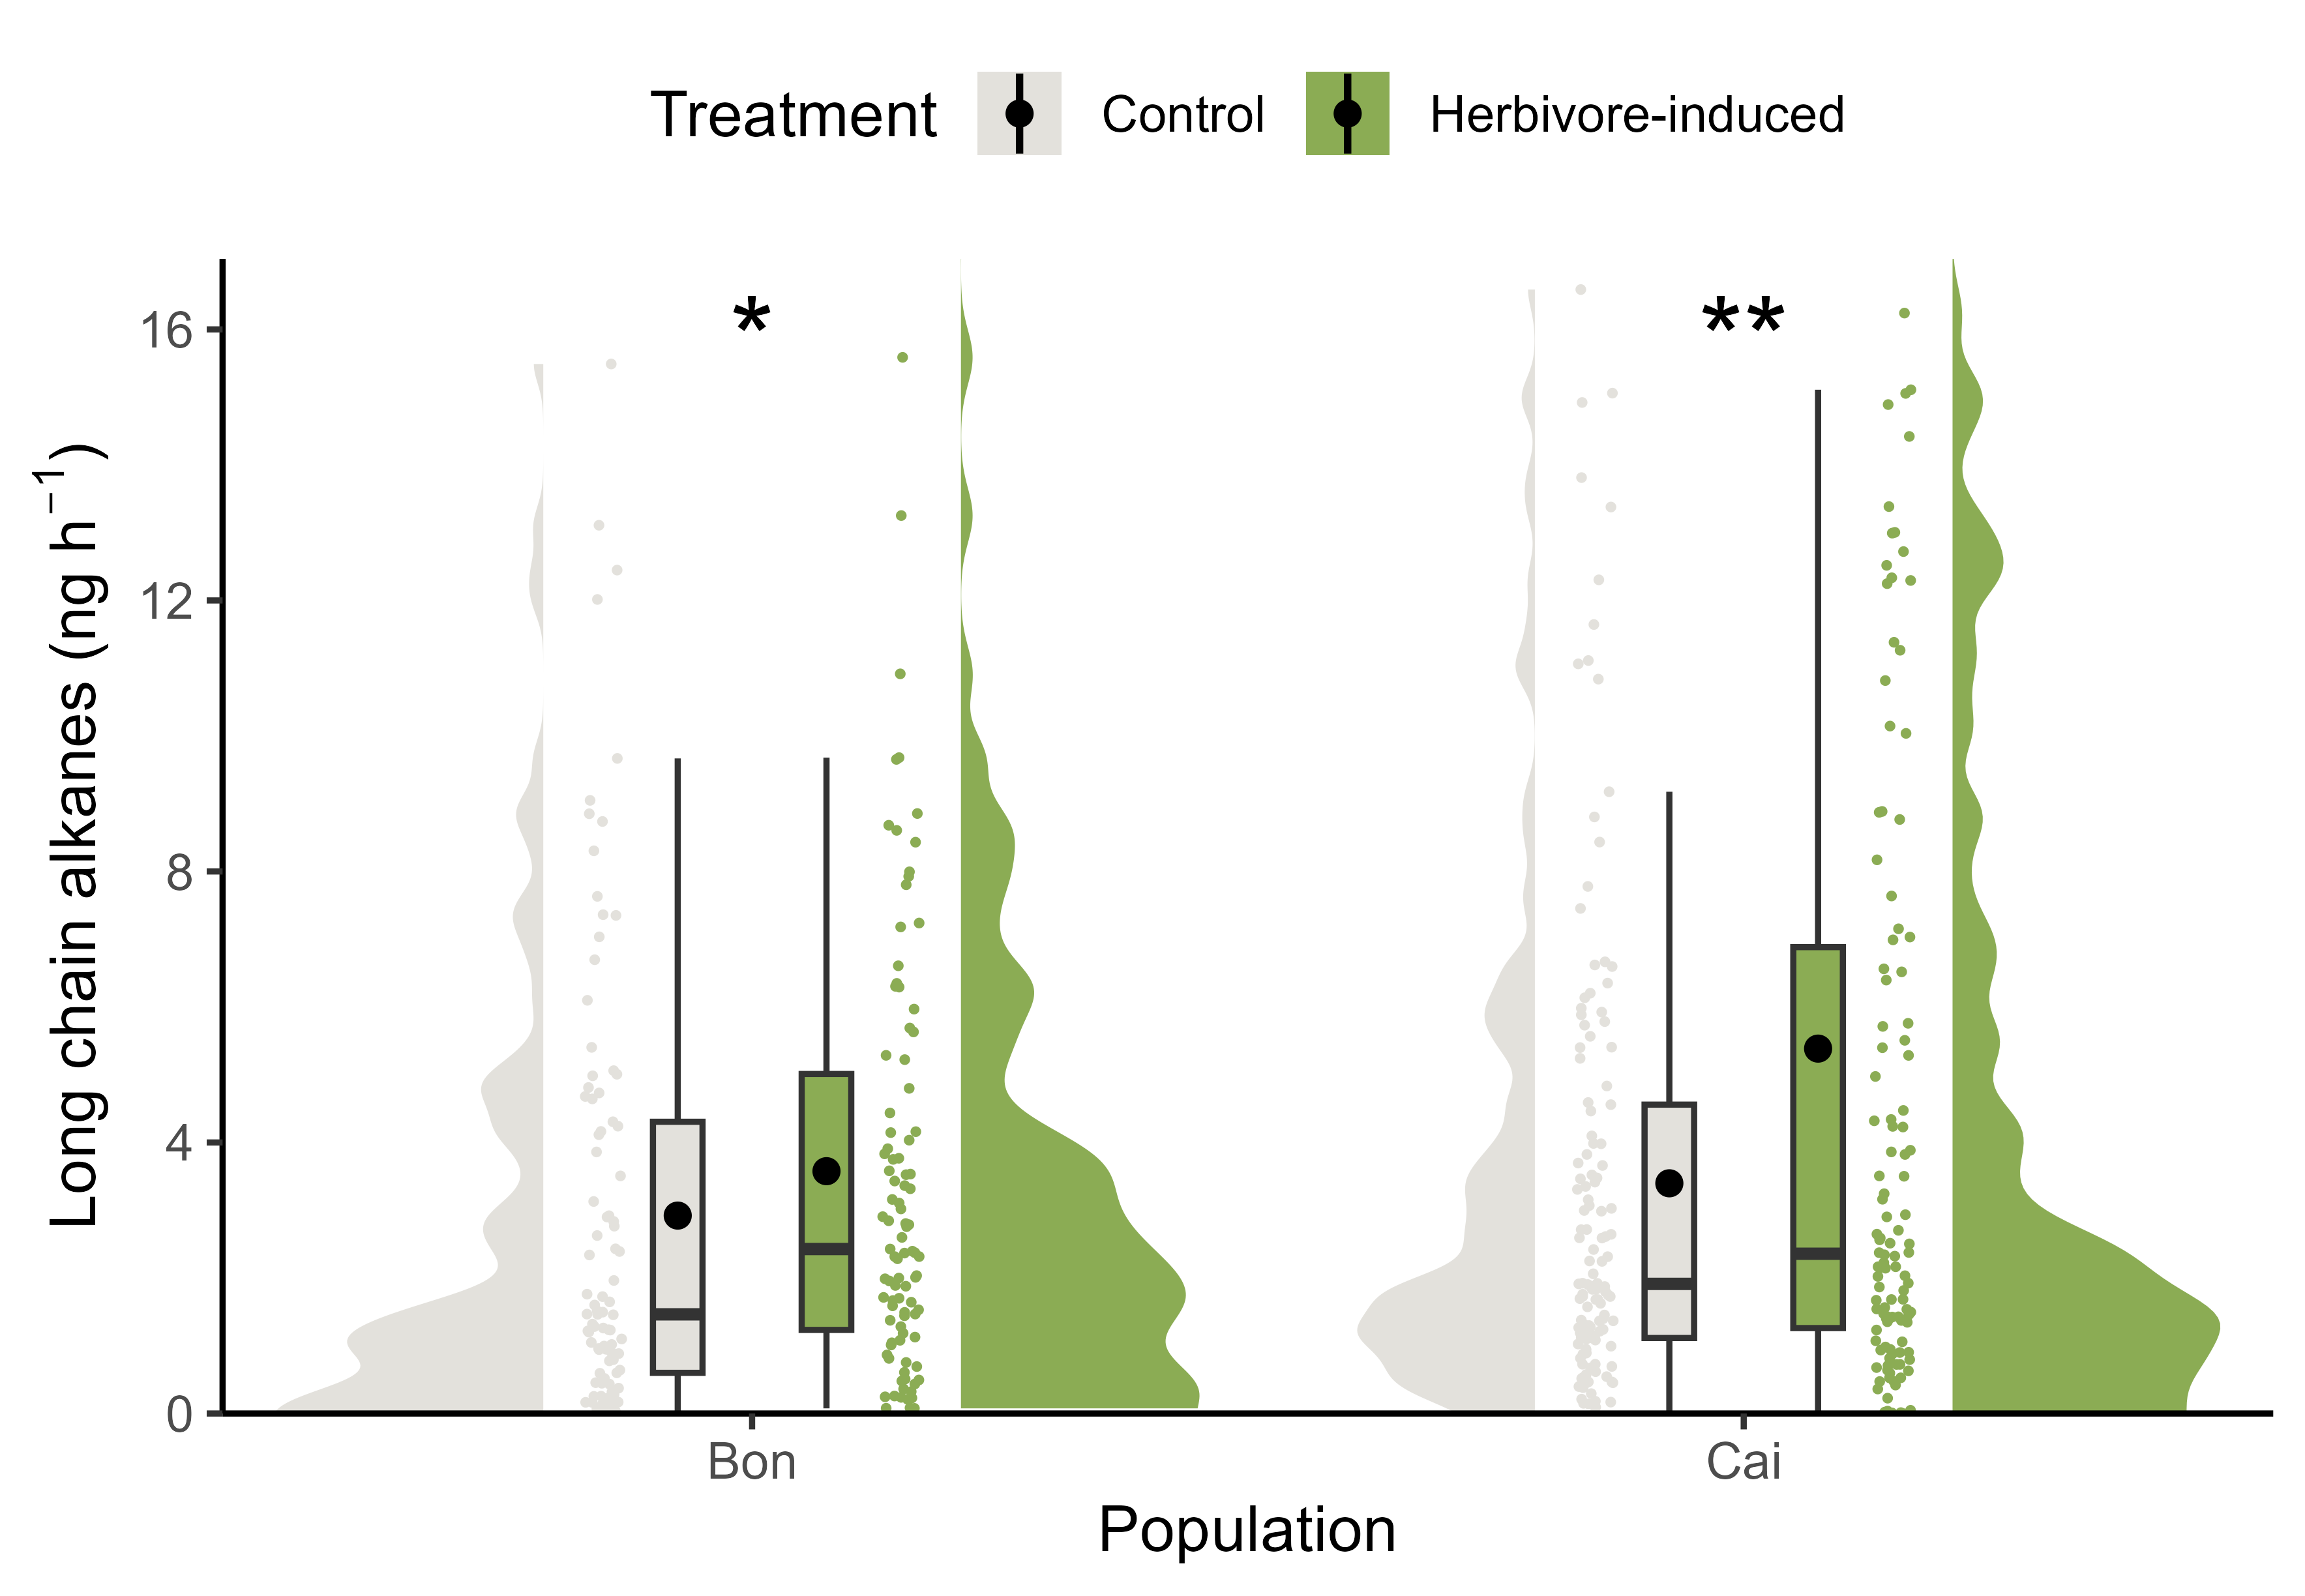 Treatment Control Herbivore-induced
* **
Long chain alkanes (ng h⁻¹)
16
12
8
4
0
Bon Cai
Population